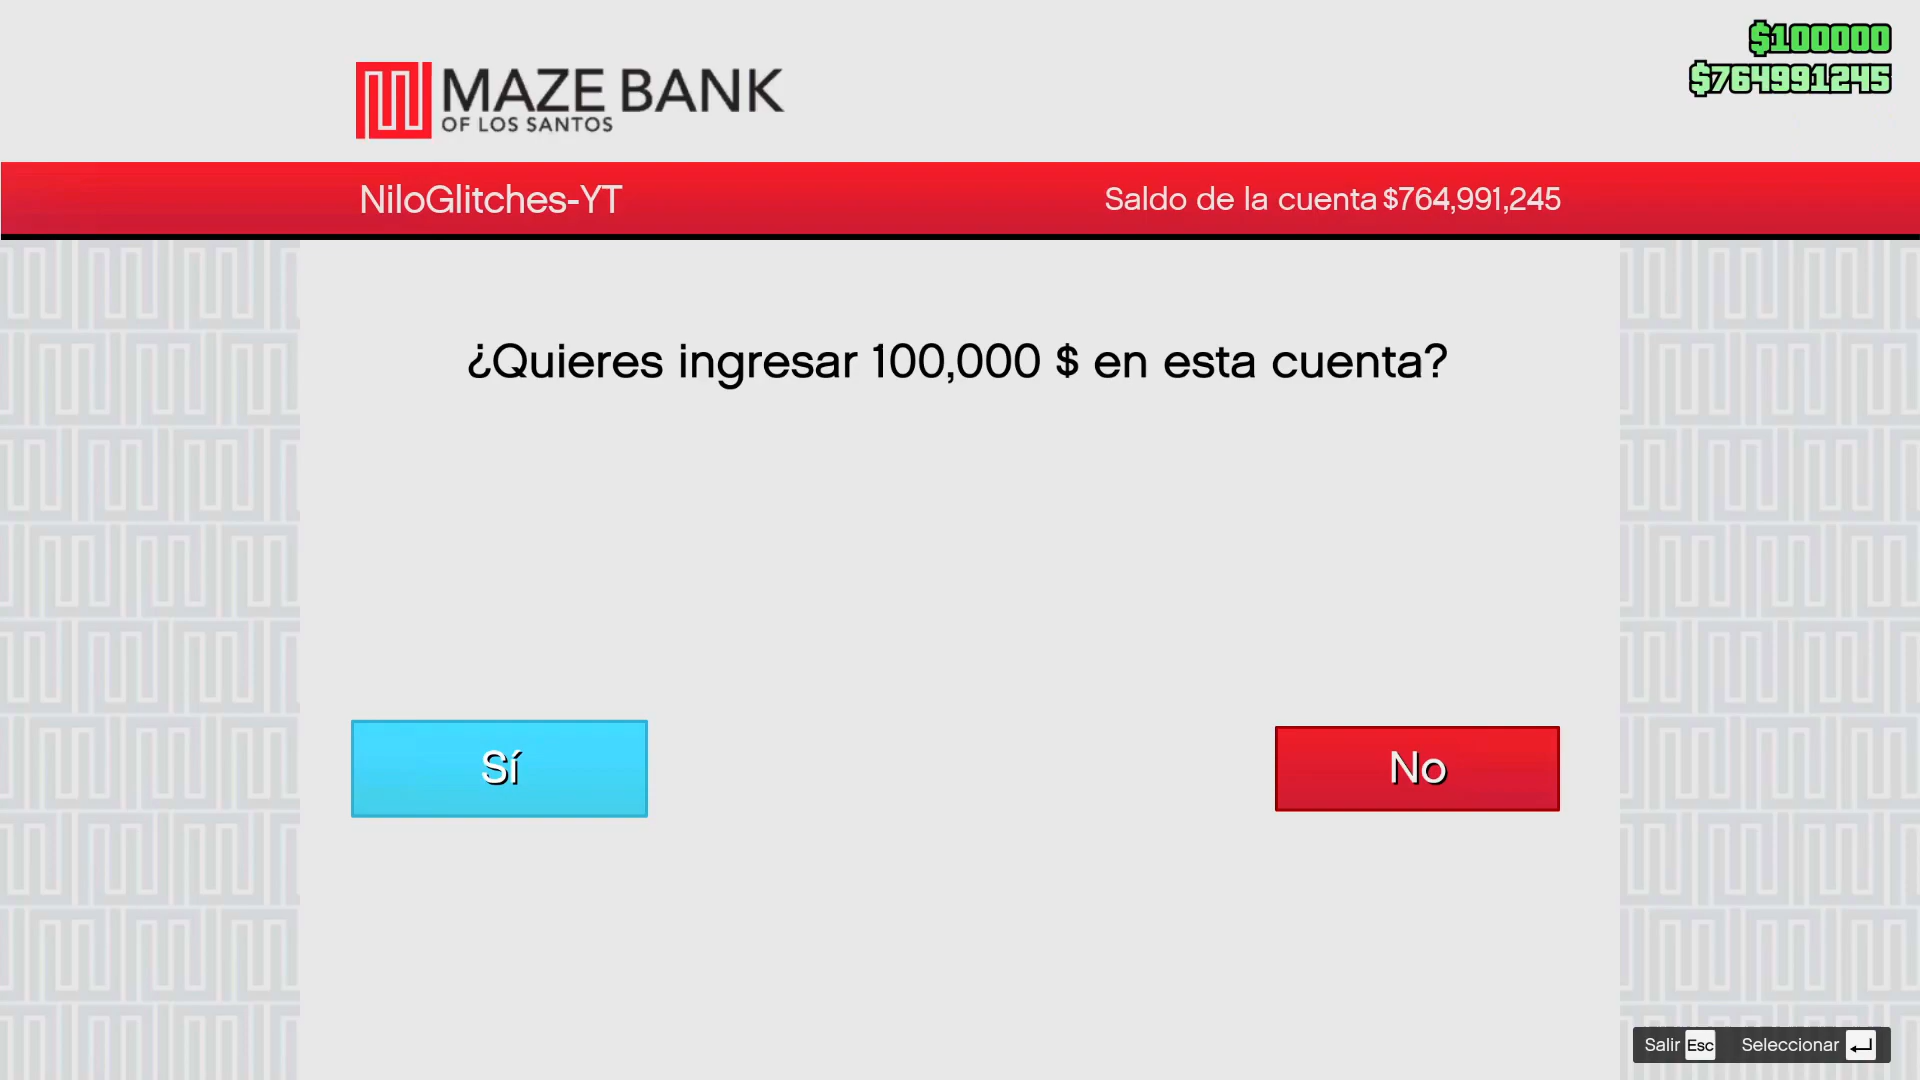 $100000
$764991245
MAZE BANK
OF LOS SANTOS
NiloGlitches-YT
Saldo de la cuenta $764,991,245
¿Quieres ingresar 100,000 $ en esta cuenta?
Sí
No
Salir Esc Seleccionar